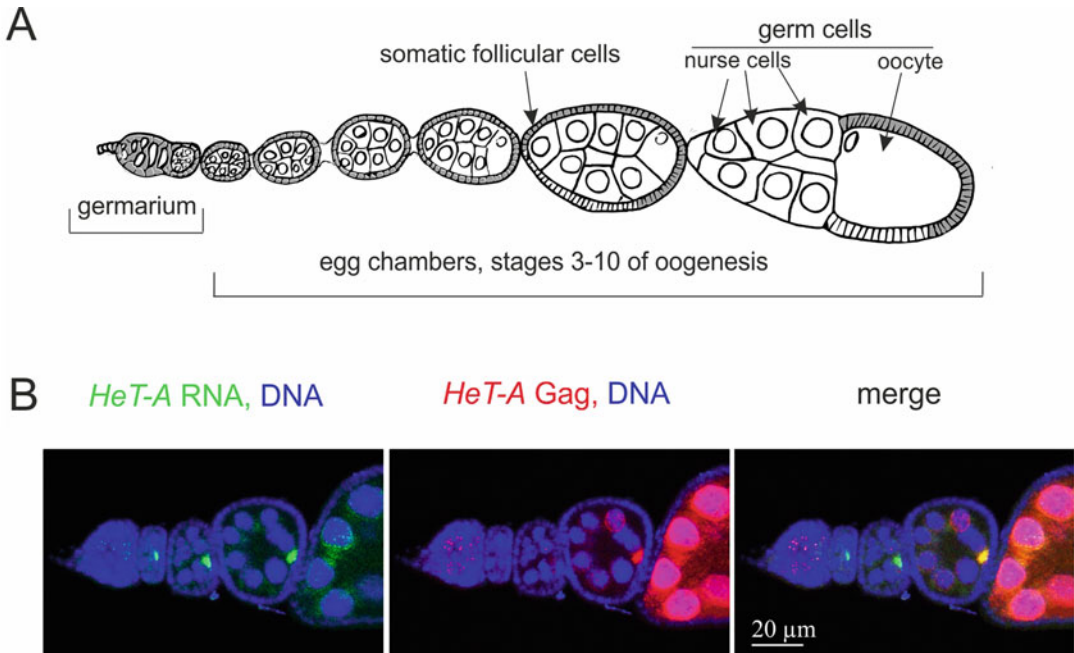 A
somatic follicular cells
germ cells
nurse cells
oocyte
germarium
egg chambers, stages 3-10 of oogenesis
B
HeT-A RNA, DNA
HeT-A Gag, DNA
merge
20 µm